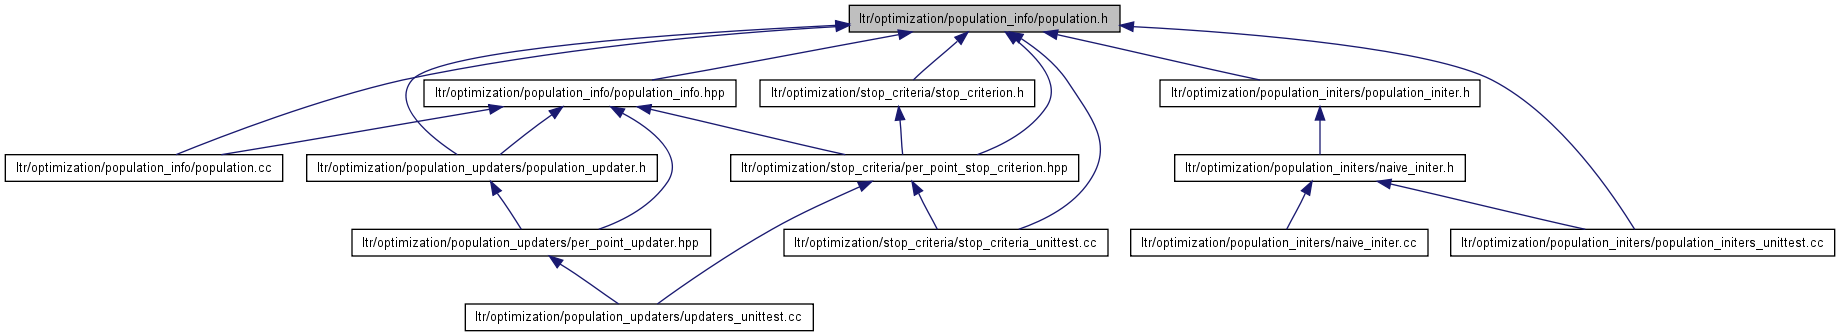 ltr/optimization/population_info/population.h
ltr/optimization/population_info/population_info.hpp
ltr/optimization/stop_criteria/stop_criterion.h
ltr/optimization/population_initers/population_initer.h
ltr/optimization/population_info/population.cc
ltr/optimization/population_updaters/population_updater.h
ltr/optimization/stop_criteria/per_point_stop_criterion.hpp
ltr/optimization/population_initers/naive_initer.h
ltr/optimization/population_updaters/per_point_updater.hpp
ltr/optimization/stop_criteria/stop_criteria_unittest.cc
ltr/optimization/population_initers/naive_initer.cc
ltr/optimization/population_initers/population_initers_unittest.cc
ltr/optimization/population_updaters/updaters_unittest.cc